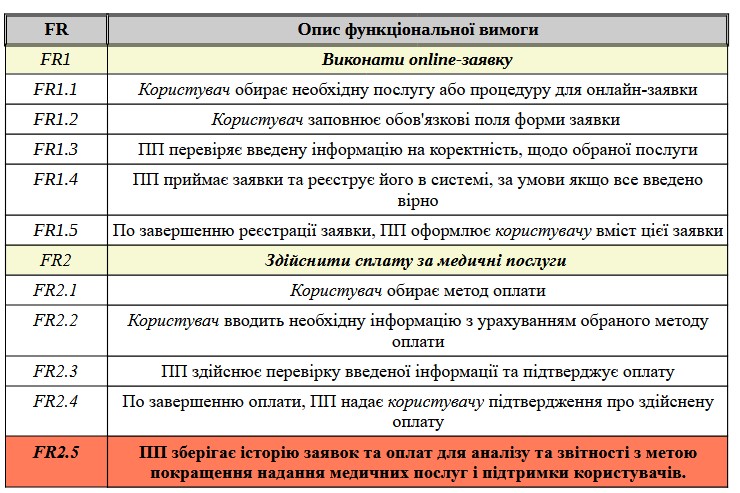 FR Опис функціональної вимоги
FR1 Виконати online-заявку
FR1.1 Користувач обирає необхідну послугу або процедуру для онлайн-заявки
FR1.2 Користувач заповнює обов'язкові поля форми заявки
FR1.3 ПП перевіряє введену інформацію на коректність, щодо обраної послуги
FR1.4 ПП приймає заявки та реєструє його в системі, за умови якщо все введено
вірно
FR1.5 По завершенню реєстрації заявки, ПП оформлює користувачу вміст цієї заявки
FR2 Здійснити сплату за медичні послуги
FR2.1 Користувач обирає метод оплати
FR2.2 Користувач вводить необхідну інформацію з урахуванням обраного методу
оплати
FR2.3 ПП здійснює перевірку введеної інформації та підтверджує оплату
FR2.4 По завершенню оплати, ПП надає користувачу підтвердження про здійснену
оплату
FR2.5 ПП зберігає історію заявок та оплат для аналізу та звітності з метою
покращення надання медичних послуг і підтримки користувачів.